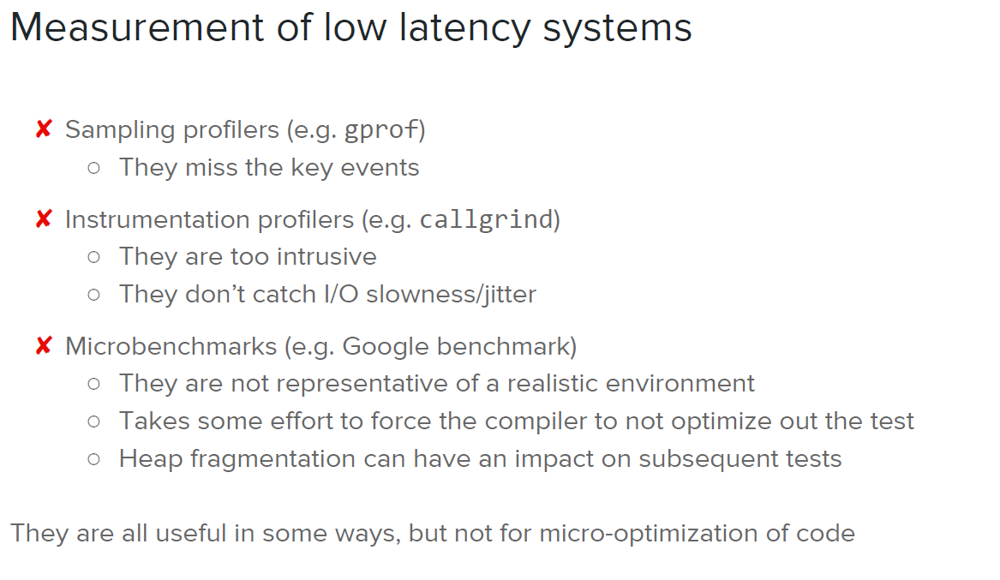 Measurement of low latency systems
✘ Sampling profilers (e.g. gprof)
○ They miss the key events
✘ Instrumentation profilers (e.g. callgrind)
○ They are too intrusive
○ They don’t catch I/O slowness/jitter
✘ Microbenchmarks (e.g. Google benchmark)
○ They are not representative of a realistic environment
○ Takes some effort to force the compiler to not optimize out the test
○ Heap fragmentation can have an impact on subsequent tests
They are all useful in some ways, but not for micro-optimization of code